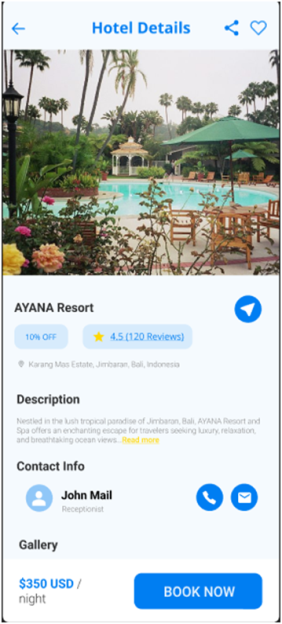 Hotel Details
AYANA Resort
10% OFF
4.5 (120 Reviews)
Karang Mas Estate, Jimbaran, Bali, Indonesia
Description
Nestled in the lush tropical paradise of Jimbaran, Bali, AYANA Resort and
Spa offers an enchanting escape for travelers seeking luxury, relaxation,
and breathtaking ocean views...Read more
Contact Info
John Mail
Receptionist
Gallery
$350 USD /
night
BOOK NOW